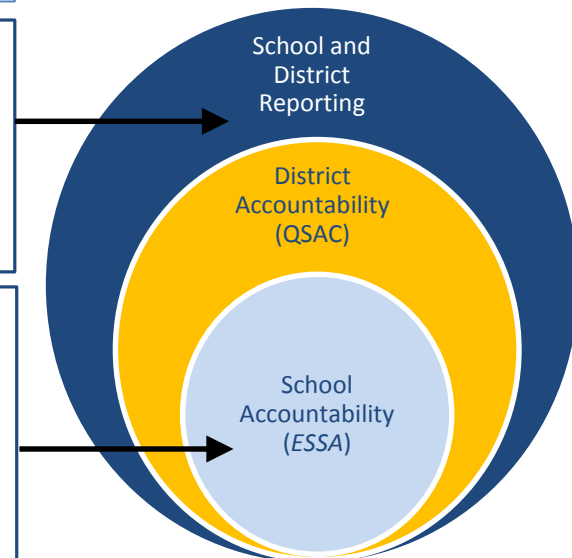 School and
District
Reporting
District
Accountability
(QSAC)
School
Accountability
(ESSA)